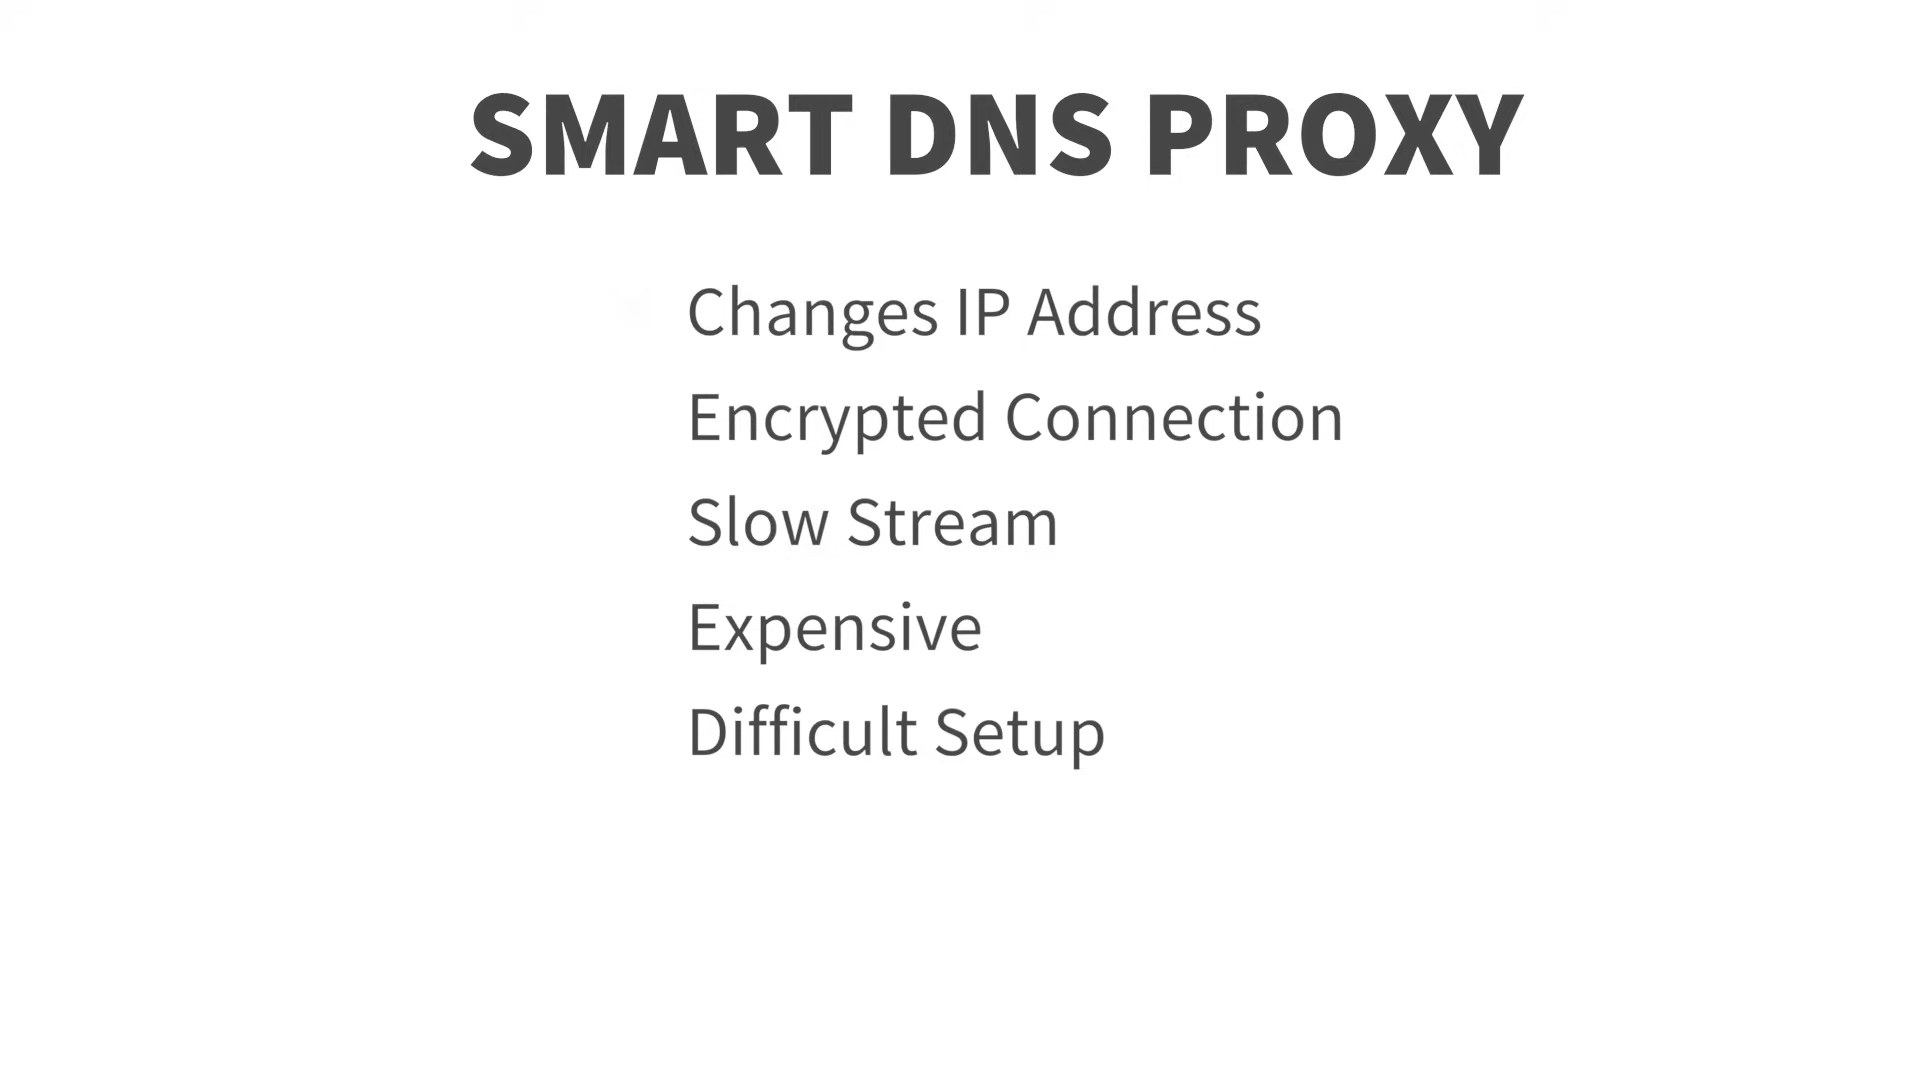 SMART DNS PROXY
Changes IP Address
Encrypted Connection
Slow Stream
Expensive
Difficult Setup